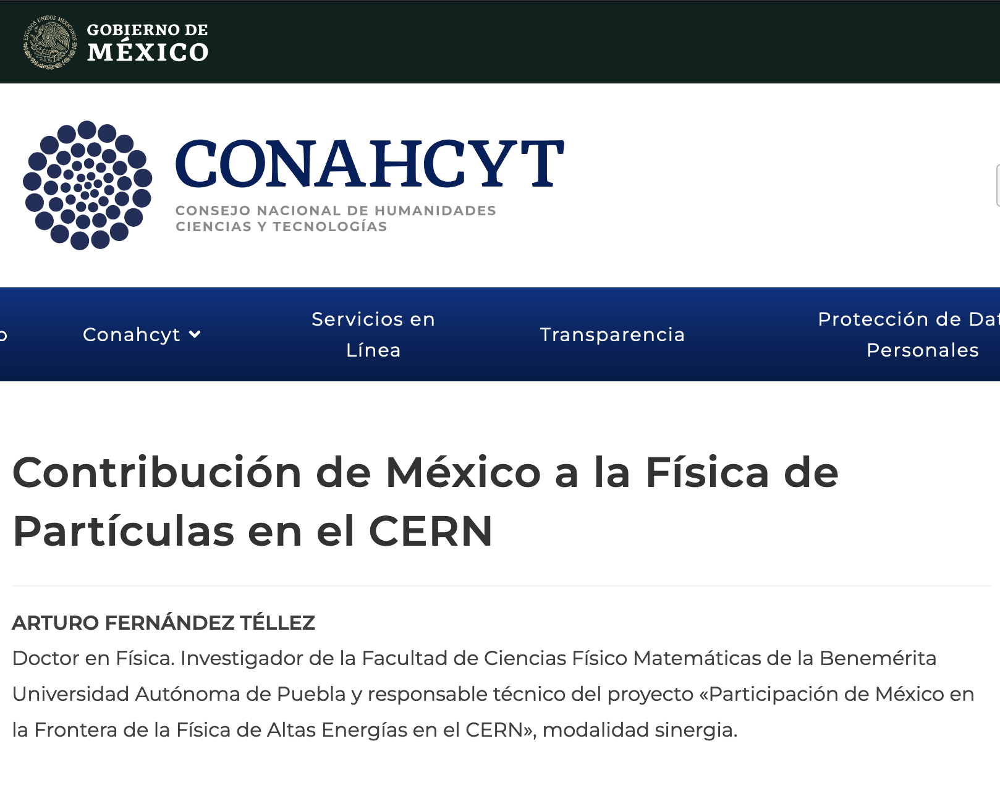 ESTADOS UNIDOS MEXICANOS
GOBIERNO DE
MÉXICO
CONAHCYT
CONSEJO NACIONAL DE HUMANIDADES
CIENCIAS Y TECNOLOGÍAS
o
Conahcyt
Servicios en
Línea
Transparencia
Protección de Dat
Personales
Contribución de México a la Física de
Partículas en el CERN
ARTURO FERNÁNDEZ TÉLLEZ
Doctor en Física. Investigador de la Facultad de Ciencias Físico Matemáticas de la Benemérita
Universidad Autónoma de Puebla y responsable técnico del proyecto «Participación de México en
la Frontera de la Física de Altas Energías en el CERN», modalidad sinergia.